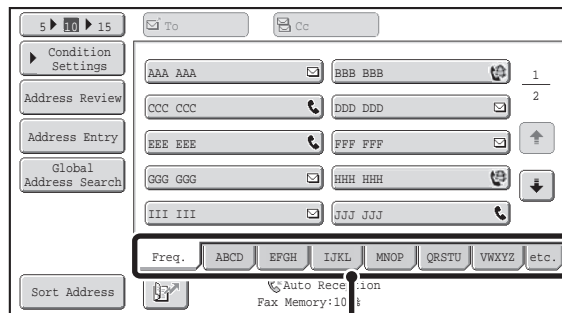 5 10 15
To
Cc
Condition
Settings
Address Review
Address Entry
Global
Address Search
Sort Address
AAA AAA
BBB BBB
CCC CCC
DDD DDD
EEE EEE
FFF FFF
GGG GGG
HHH HHH
III III
JJJ JJJ
1
2
Freq. ABCD EFGH IJKL MNOP QRSTU VWXYZ etc.
Auto
Fax Memory: